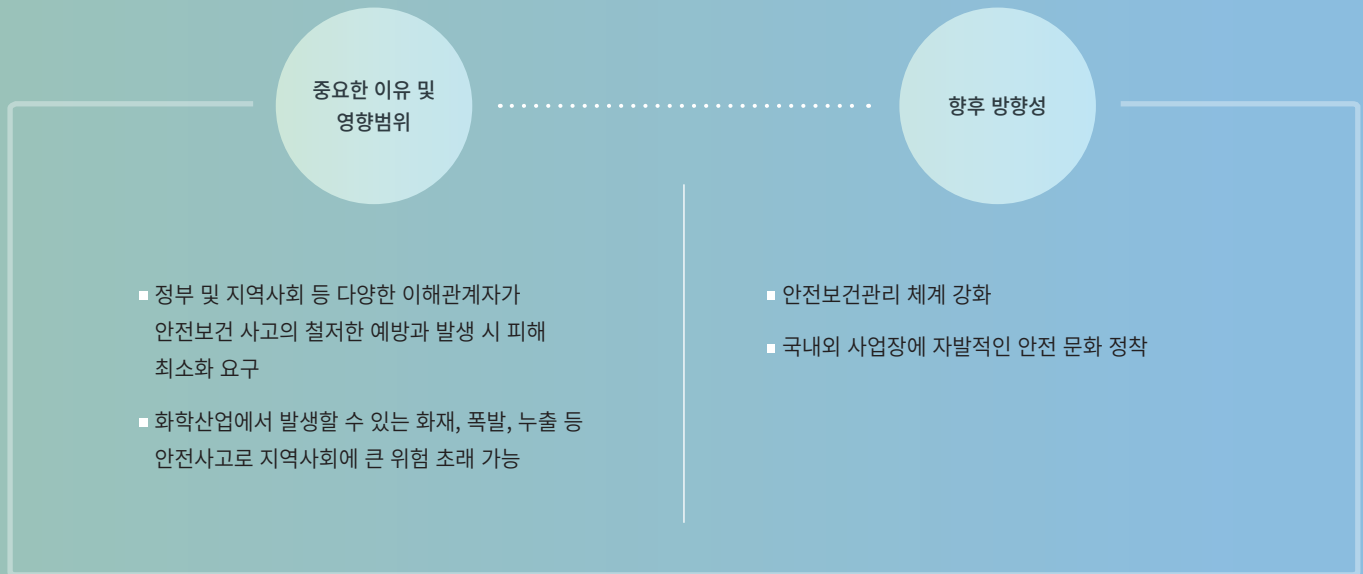 중요한 이유 및
영향범위
향후 방향성
정부 및 지역사회 등 다양한 이해관계자가
안전보건 사고의 철저한 예방과 발생 시 피해
최소화 요구
화학산업에서 발생할 수 있는 화재, 폭발, 누출 등
안전사고로 지역사회에 큰 위험 초래 가능
안전보건관리 체계 강화
국내외 사업장에 자발적인 안전 문화 정착